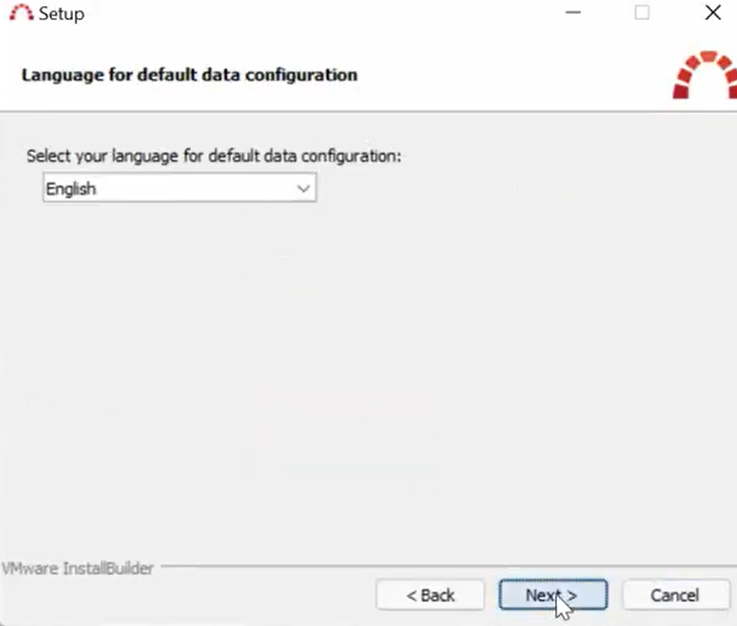 Setup
Language for default data configuration
Select your language for default data configuration:
English
VMware InstallBuilder
< Back
Next >
Cancel